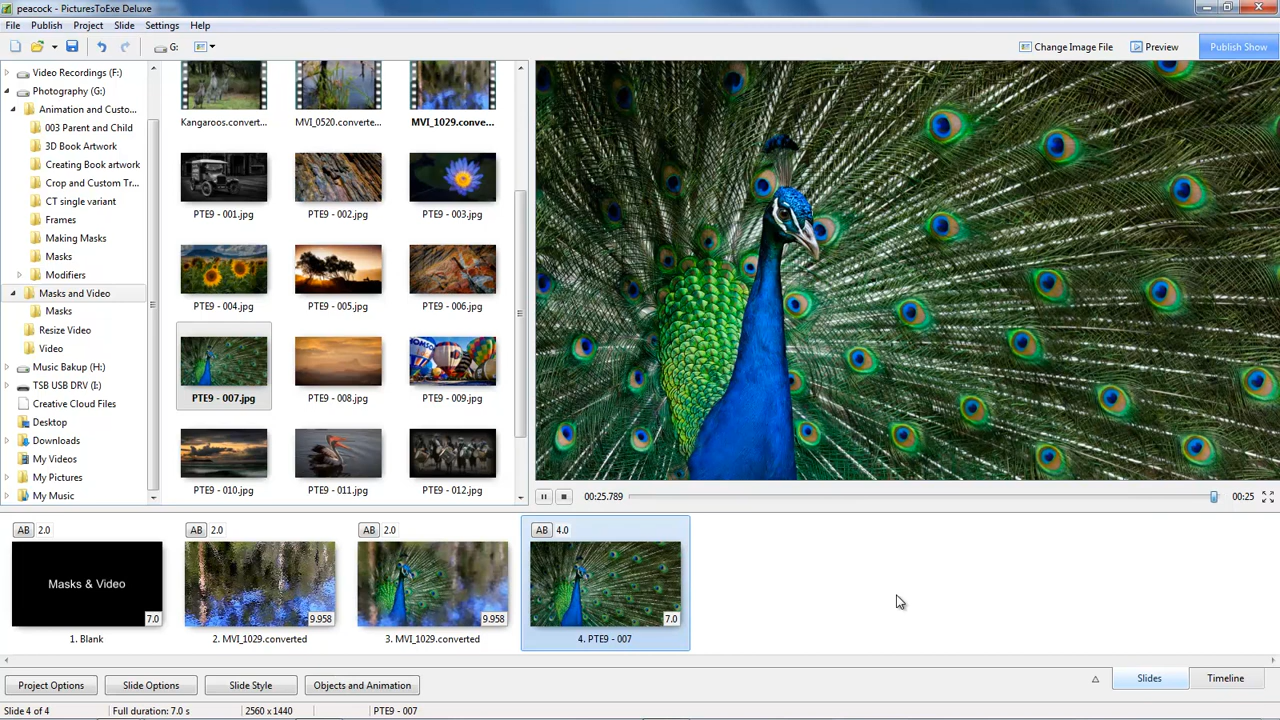 peacock - PicturesToExe Deluxe
File Publish Project Slide Settings Help
G: Change Image File Preview Publish Show
Video Recordings (F:)
Photography (G:)
Animation and Custo...
003 Parent and Child
3D Book Artwork
Creating Book artwork
Crop and Custom Tr...
CT single variant
Frames
Making Masks
Masks
Modifiers
Masks and Video
Masks
Resize Video
Video
Music Bakup (H:)
TSB USB DRV (I:)
Creative Cloud Files
Desktop
Downloads
My Videos
My Pictures
My Music
Kangaroos.convert... MVI_0520.converte... MVI_1029.conve...
PTE9 - 001.jpg PTE9 - 002.jpg PTE9 - 003.jpg
PTE9 - 004.jpg PTE9 - 005.jpg PTE9 - 006.jpg
PTE9 - 007.jpg PTE9 - 008.jpg PTE9 - 009.jpg
PTE9 - 010.jpg PTE9 - 011.jpg PTE9 - 012.jpg
00:25.789 00:25
AB 2.0 AB 2.0 AB 2.0 AB 4.0
Masks & Video
7.0 9.958 9.958 7.0
1. Blank 2. MVI_1029.converted 3. MVI_1029.converted 4. PTE9 - 007
Project Options Slide Options Slide Style Objects and Animation Slides Timeline
Slide 4 of 4 Full duration: 7.0 s 2560 x 1440 PTE9 - 007